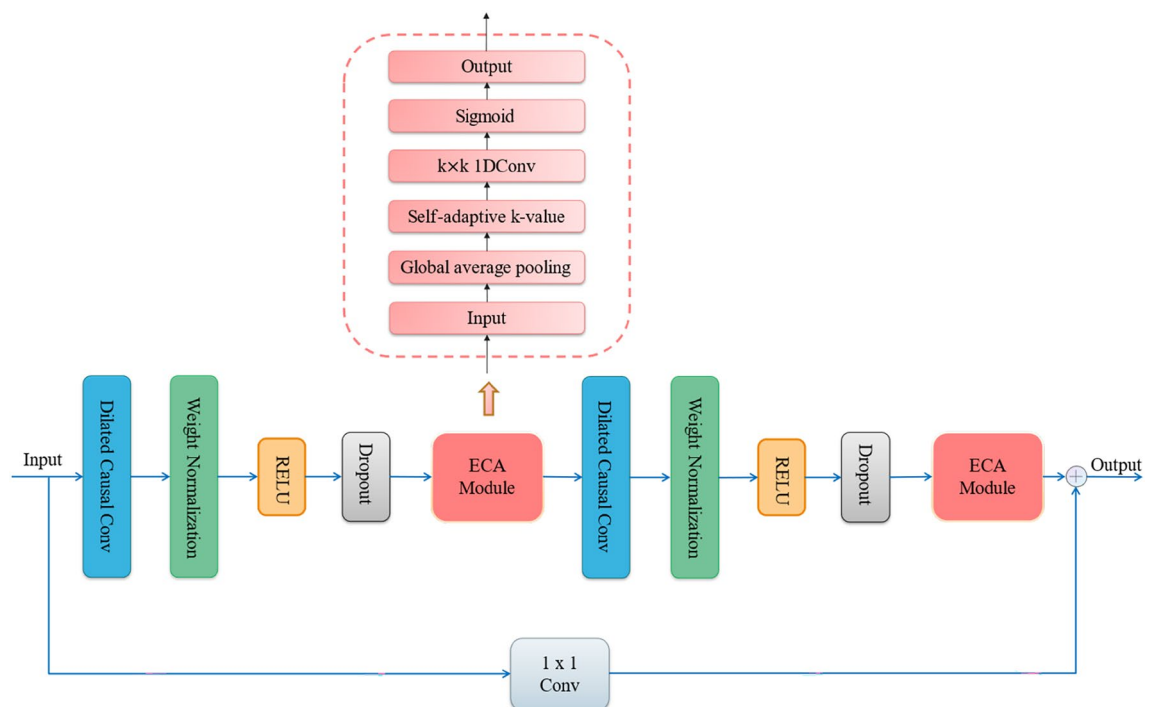 Output
Sigmoid
k×k 1DConv
Self-adaptive k-value
Global average pooling
Input
Input
Dilated Causal Conv
Weight Normalization
RELU
Dropout
ECA
Module
Dilated Causal Conv
Weight Normalization
RELU
Dropout
ECA
Module
Output
1 x 1
Conv